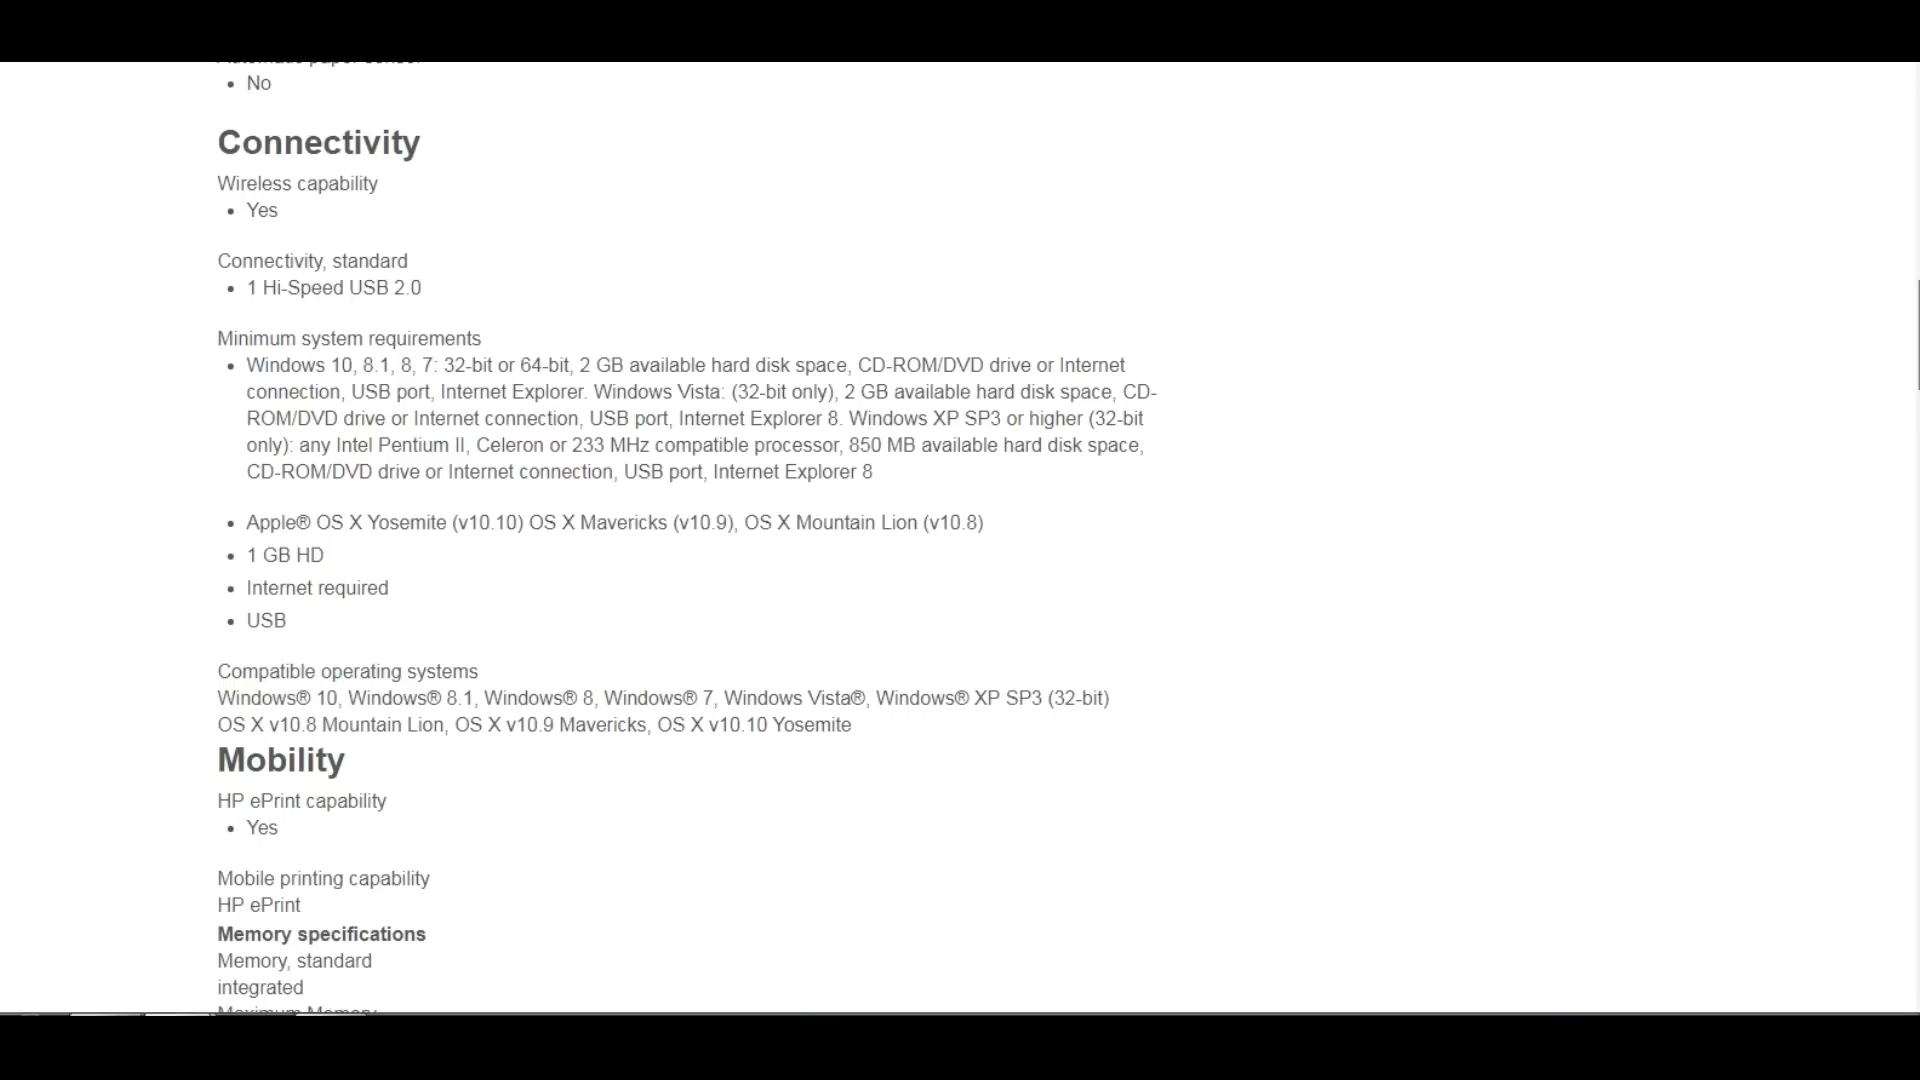 No
Connectivity
Wireless capability
Yes
Connectivity, standard
1 Hi-Speed USB 2.0
Minimum system requirements
Windows 10, 8.1, 8, 7: 32-bit or 64-bit, 2 GB available hard disk space, CD-ROM/DVD drive or Internet
connection, USB port, Internet Explorer. Windows Vista: (32-bit only), 2 GB available hard disk space, CD-
ROM/DVD drive or Internet connection, USB port, Internet Explorer 8. Windows XP SP3 or higher (32-bit
only): any Intel Pentium II, Celeron or 233 MHz compatible processor, 850 MB available hard disk space,
CD-ROM/DVD drive or Internet connection, USB port, Internet Explorer 8
Apple® OS X Yosemite (v10.10) OS X Mavericks (v10.9), OS X Mountain Lion (v10.8)
1 GB HD
Internet required
USB
Compatible operating systems
Windows® 10, Windows® 8.1, Windows® 8, Windows® 7, Windows Vista®, Windows® XP SP3 (32-bit)
OS X v10.8 Mountain Lion, OS X v10.9 Mavericks, OS X v10.10 Yosemite
Mobility
HP ePrint capability
Yes
Mobile printing capability
HP ePrint
Memory specifications
Memory, standard
integrated
Maximum Memory